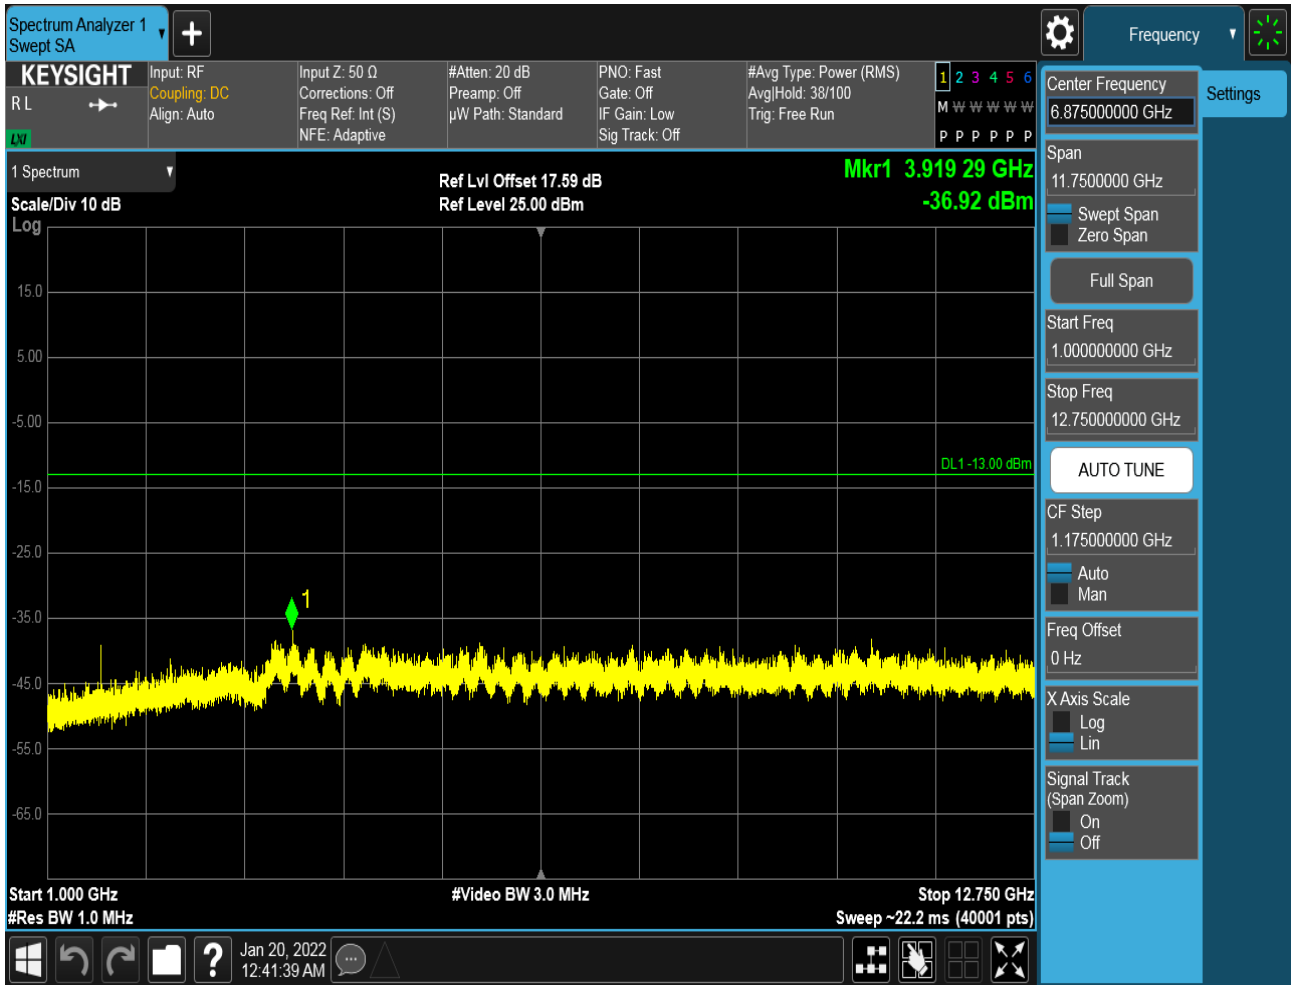 Spectrum Analyzer 1
Swept SA
Frequency
KEYSIGHT
R L
LXI
Input: RF
Coupling: DC
Align: Auto
Input Z: 50 Ω
Corrections: Off
Freq Ref: Int (S)
NFE: Adaptive
#Atten: 20 dB
Preamp: Off
µW Path: Standard
PNO: Fast
Gate: Off
IF Gain: Low
Sig Track: Off
#Avg Type: Power (RMS)
Avg|Hold: 38/100
Trig: Free Run
1 2 3 4 5 6
M W W W W W
P P P P P P
1 Spectrum
Scale/Div 10 dB
Log
Ref Lvl Offset 17.59 dB
Ref Level 25.00 dBm
Mkr1 3.919 29 GHz
-36.92 dBm
15.0
5.00
-5.00
-15.0
-25.0
-35.0
-45.0
-55.0
-65.0
DL1 -13.00 dBm
1
Start 1.000 GHz
#Res BW 1.0 MHz
#Video BW 3.0 MHz
Stop 12.750 GHz
Sweep ~22.2 ms (40001 pts)
?
Jan 20, 2022
12:41:39 AM
Center Frequency
6.875000000 GHz
Span
11.7500000 GHz
Swept Span
Zero Span
Full Span
Start Freq
1.000000000 GHz
Stop Freq
12.750000000 GHz
AUTO TUNE
CF Step
1.175000000 GHz
Auto
Man
Freq Offset
0 Hz
X Axis Scale
Log
Lin
Signal Track
(Span Zoom)
On
Off
Settings